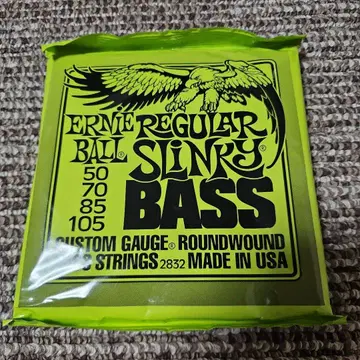 ERNIE BALL® REGULAR SLINKY®
BASS
50
70
85
105
CUSTOM GAUGE® ROUNDWOUND
STRINGS 2832 MADE IN USA